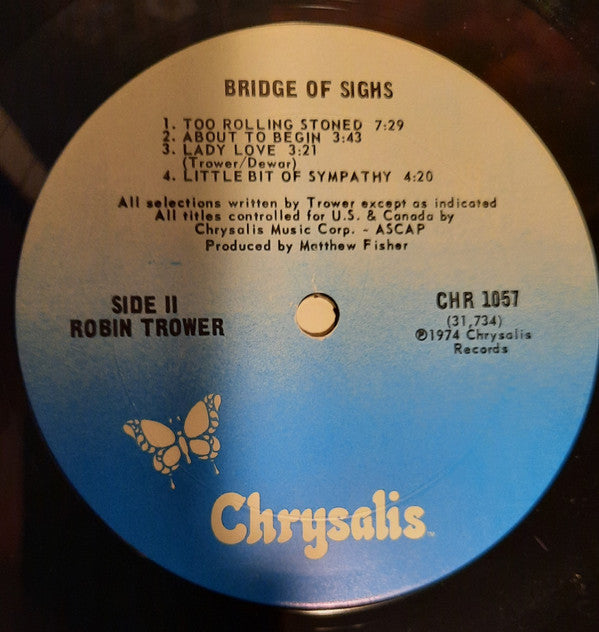 BRIDGE OF SIGHS
1. TOO ROLLING STONED 7:29
2. ABOUT TO BEGIN 3:43
3. LADY LOVE 3:21
(Trower/Dewar)
4. LITTLE BIT OF SYMPATHY 4:20
All selections written by Trower except as indicated
All titles controlled for U.S. & Canada by
Chrysalis Music Corp. - ASCAP
Produced by Matthew Fisher
SIDE II
ROBIN TROWER
CHR 1057
(31,734)
℗1974 Chrysalis
Records
Chrysalis™